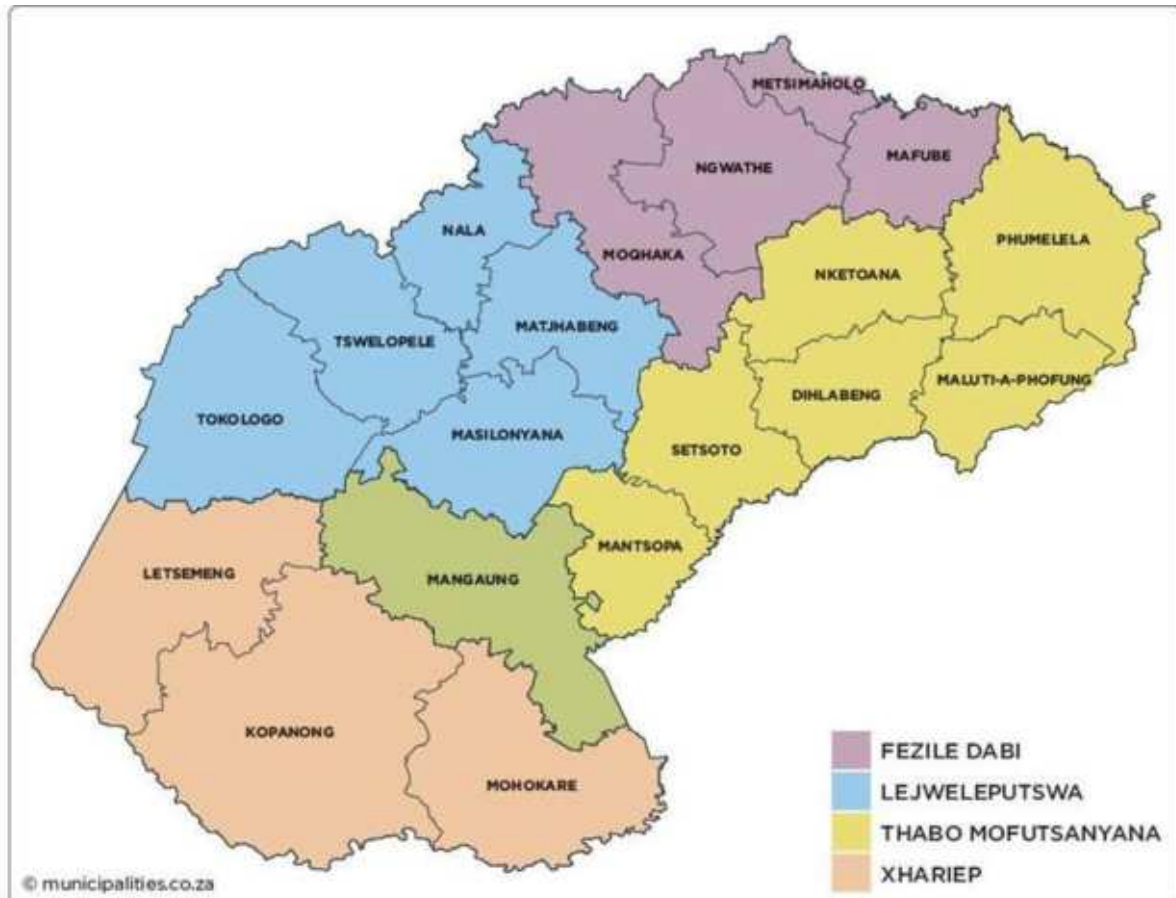 METSIMAHOLO
MAFUBE
NGWATHE
NALA
PHUMELELA
MOQHAKA
NKETOANA
MATJHABENG
TSWELOPELE
MALUTI-A-PHOFUNG
DIHLABENG
TOKOLOGO
MASILONYANA
SETSOTO
MANTSOPA
LETSEMENG
MANGAUNG
KOPANONG
MOHOKARE
FEZILE DABI
LEJWELEPUTSWA
THABO MOFUTSANYANA
XHARIEP
© municipalities.co.za